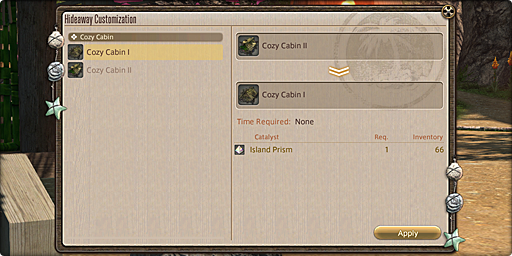 Hideaway Customization
Cozy Cabin
Cozy Cabin I
Cozy Cabin II
Cozy Cabin II
Cozy Cabin I
Time Required: None
Catalyst Req. Inventory
Island Prism 1 66
Apply